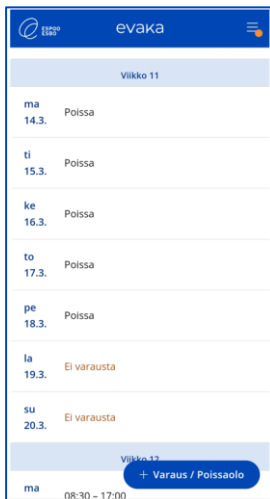 ESPOO
ESBO
evaka
Viikko 11
ma
14.3.
Poissa
ti
15.3.
Poissa
ke
16.3.
Poissa
to
17.3.
Poissa
pe
18.3.
Poissa
la
19.3.
Ei varausta
su
20.3.
Ei varausta
Viikko 12
+ Varaus / Poissaolo
ma
08:30 – 17:00